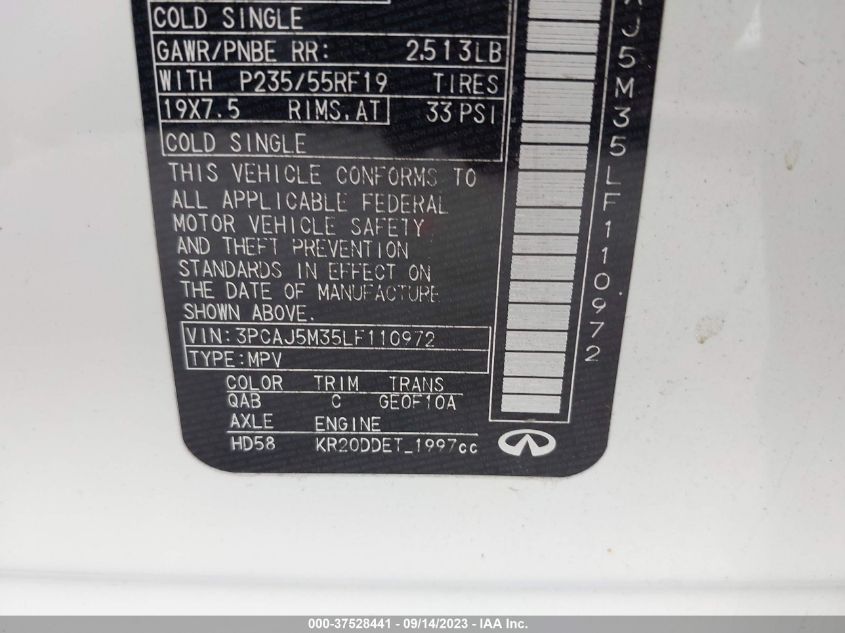 COLD SINGLE
GAWR/PNBE RR: 2513LB
WITH P235/55RF19 TIRES
19X7.5 RIMS, AT 33 PSI
COLD SINGLE
THIS VEHICLE CONFORMS TO
ALL APPLICABLE FEDERAL
MOTOR VEHICLE SAFETY
AND THEFT PREVENTION
STANDARDS IN EFFECT ON
THE DATE OF MANUFACTURE
SHOWN ABOVE.
VIN:3PCAJ5M35LF110972
TYPE:MPV
COLOR TRIM TRANS
QAB C GE0F10A
AXLE ENGINE
HD58 KR20DDET_1997cc
J5M35LF110972
000-37528441 - 09/14/2023 - IAA Inc.